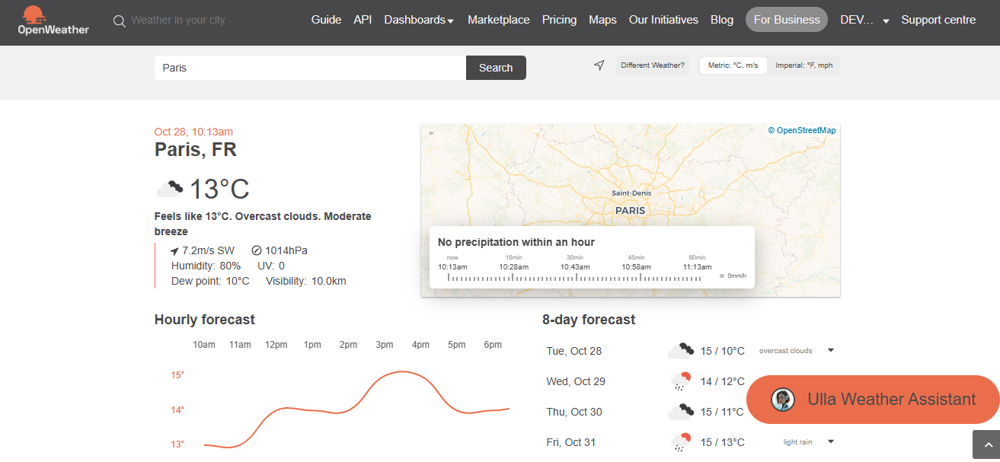 OpenWeather
Weather in your city
Guide API Dashboards Marketplace Pricing Maps Our Initiatives Blog For Business DEV... Support centre
Paris Search Different Weather? Metric: °C, m/s Imperial: °F, mph
Oct 28, 10:13am
Paris, FR
13°C
Feels like 13°C. Overcast clouds. Moderate
breeze
7.2m/s SW 1014hPa
Humidity: 80% UV: 0
Dew point: 10°C Visibility: 10.0km
© OpenStreetMap
Saint-Denis
PARIS
No precipitation within an hour
now 15min 30min 45min 60min
10:13am 10:28am 10:43am 10:58am 11:13am
0mm/h
Hourly forecast
10am 11am 12pm 1pm 2pm 3pm 4pm 5pm 6pm
15°
14°
13°
8-day forecast
Tue, Oct 28 15 / 10°C overcast clouds
Wed, Oct 29 14 / 12°C
Thu, Oct 30 15 / 11°C
Fri, Oct 31 15 / 13°C light rain
Ulla Weather Assistant